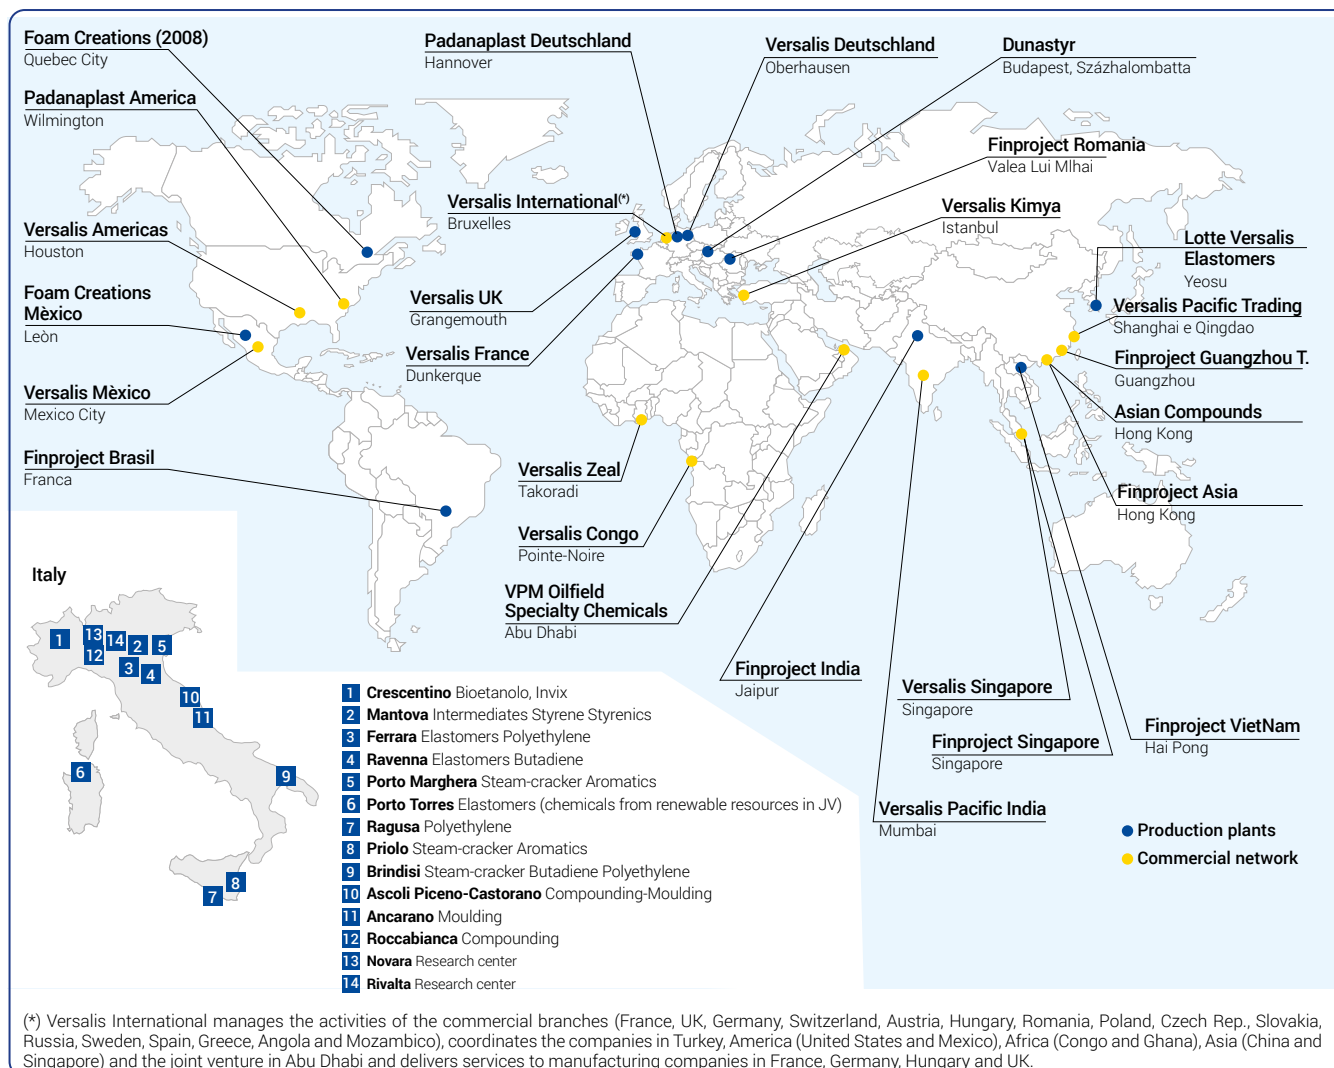 Foam Creations (2008)
Quebec City
Padanaplast America
Wilmington
Versalis Americas
Houston
Foam Creations
Mèxico
Leòn
Versalis Mèxico
Mexico City
Finproject Brasil
Franca
Padanaplast Deutschland
Hannover
Versalis Deutschland
Oberhausen
Dunastyr
Budapest, Százhalombatta
Finproject Romania
Valea Lui Mlhai
Versalis International(*)
Bruxelles
Versalis Kimya
Istanbul
Versalis UK
Grangemouth
Versalis France
Dunkerque
Lotte Versalis
Elastomers
Yeosu
Versalis Pacific Trading
Shanghai e Qingdao
Finproject Guangzhou T.
Guangzhou
Asian Compounds
Hong Kong
Finproject Asia
Hong Kong
Versalis Zeal
Takoradi
Versalis Congo
Pointe-Noire
VPM Oilfield
Specialty Chemicals
Abu Dhabi
Finproject India
Jaipur
Versalis Singapore
Singapore
Finproject Singapore
Singapore
Finproject VietNam
Hai Pong
Versalis Pacific India
Mumbai
Production plants
Commercial network
Italy
1
13
14
2
5
12
3
4
10
11
6
9
8
7
1 Crescentino Bioetanolo, Invix
2 Mantova Intermediates Styrene Styrenics
3 Ferrara Elastomers Polyethylene
4 Ravenna Elastomers Butadiene
5 Porto Marghera Steam-cracker Aromatics
6 Porto Torres Elastomers (chemicals from renewable resources in JV)
7 Ragusa Polyethylene
8 Priolo Steam-cracker Aromatics
9 Brindisi Steam-cracker Butadiene Polyethylene
10 Ascoli Piceno-Castorano Compounding-Moulding
11 Ancarano Moulding
12 Roccabianca Compounding
13 Novara Research center
14 Rivalta Research center
(*) Versalis International manages the activities of the commercial branches (France, UK, Germany, Switzerland, Austria, Hungary, Romania, Poland, Czech Rep., Slovakia,
Russia, Sweden, Spain, Greece, Angola and Mozambico), coordinates the companies in Turkey, America (United States and Mexico), Africa (Congo and Ghana), Asia (China and
Singapore) and the joint venture in Abu Dhabi and delivers services to manufacturing companies in France, Germany, Hungary and UK.